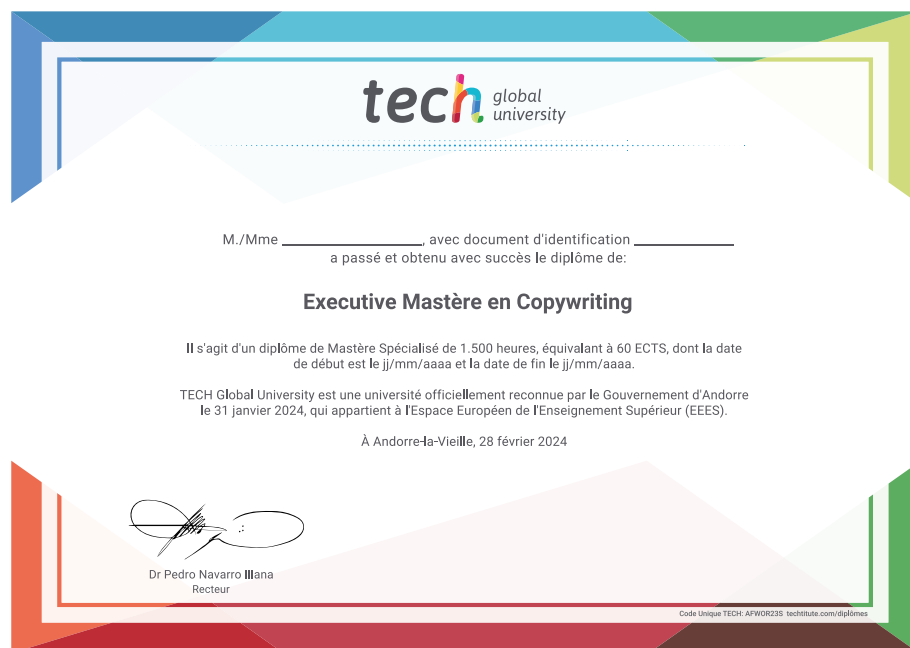 tech global
university
M./Mme ____________, avec document d'identification ____________
a passé et obtenu avec succès le diplôme de:
Executive Mastère en Copywriting
Il s'agit d'un diplôme de Mastère Spécialisé de 1.500 heures, équivalant à 60 ECTS, dont la date
de début est le jj/mm/aaaa et la date de fin le jj/mm/aaaa.
TECH Global University est une université officiellement reconnue par le Gouvernement d'Andorre
le 31 janvier 2024, qui appartient à l'Espace Européen de l'Enseignement Supérieur (EEES).
À Andorre-la-Vieille, 28 février 2024
Dr Pedro Navarro Illana
Recteur
Code Unique TECH: AFWOR23S techtitute.com/diplômes